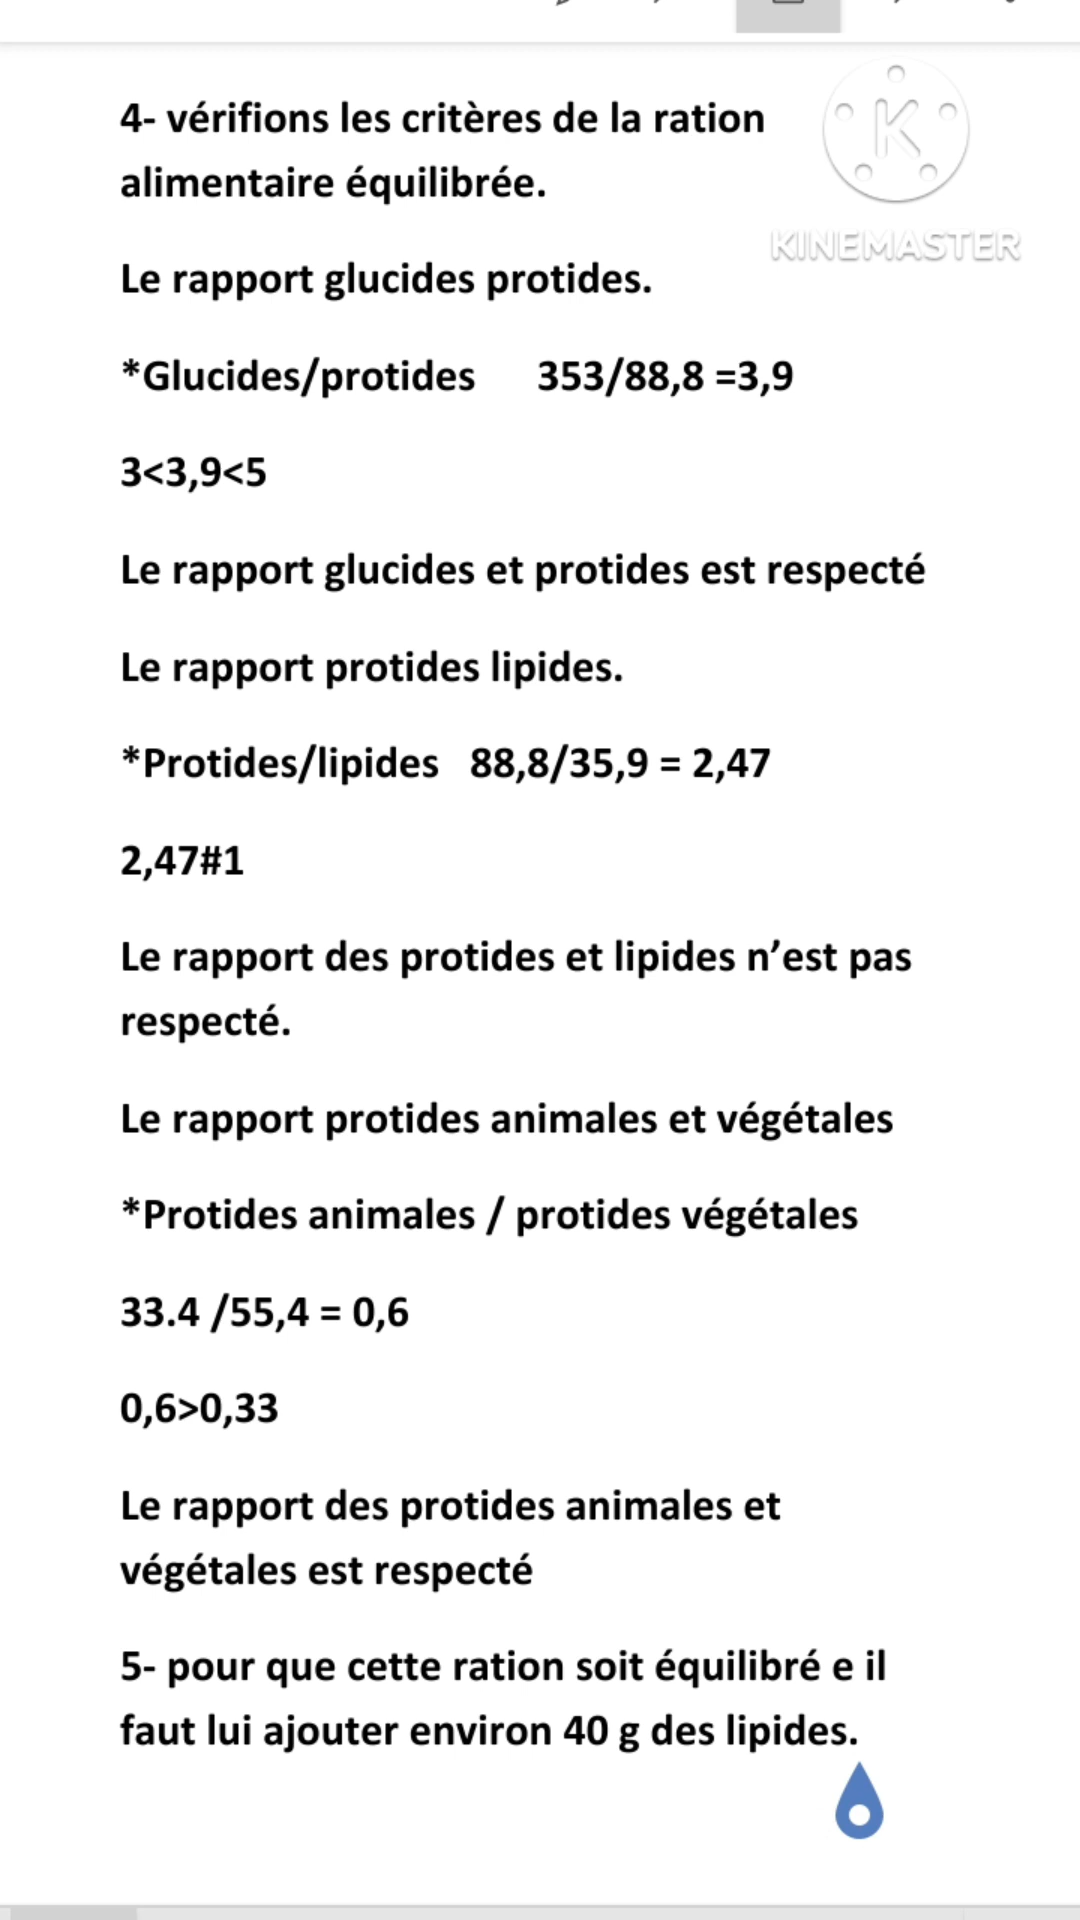 4- vérifions les critères de la ration
alimentaire équilibrée.
K
KINEMASTER
Le rapport glucides protides.
*Glucides/protides 353/88,8 =3,9
3<3,9<5
Le rapport glucides et protides est respecté
Le rapport protides lipides.
*Protides/lipides 88,8/35,9 = 2,47
2,47#1
Le rapport des protides et lipides n’est pas
respecté.
Le rapport protides animales et végétales
*Protides animales / protides végétales
33.4 /55,4 = 0,6
0,6>0,33
Le rapport des protides animales et
végétales est respecté
5- pour que cette ration soit équilibré e il
faut lui ajouter environ 40 g des lipides.